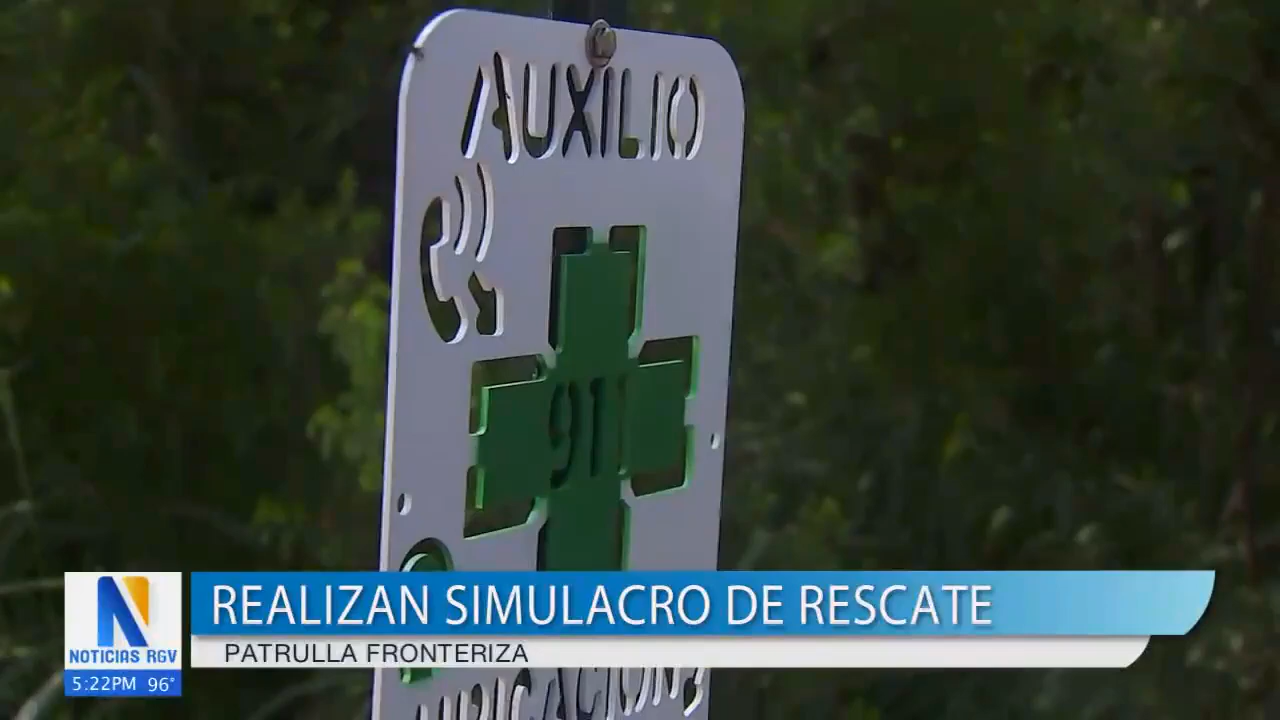 AUXILIO
911
REALIZAN SIMULACRO DE RESCATE
PATRULLA FRONTERIZA
NOTICIAS RGV
5:22PM 96°